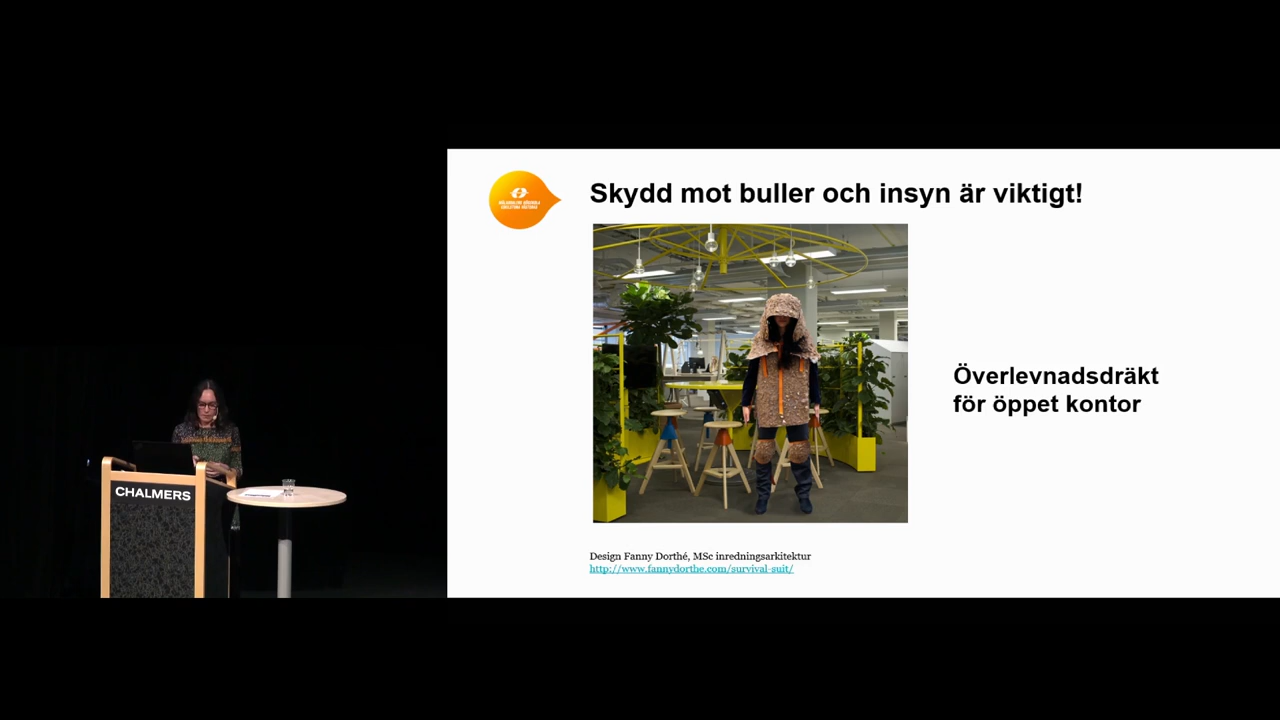 Skydd mot buller och insyn är viktigt!
Överlevnadsdräkt
för öppet kontor
Design Fanny Dorthé, MSc inredningsarkitektur
http://www.fannydorthe.com/survival-suit/
CHALMERS